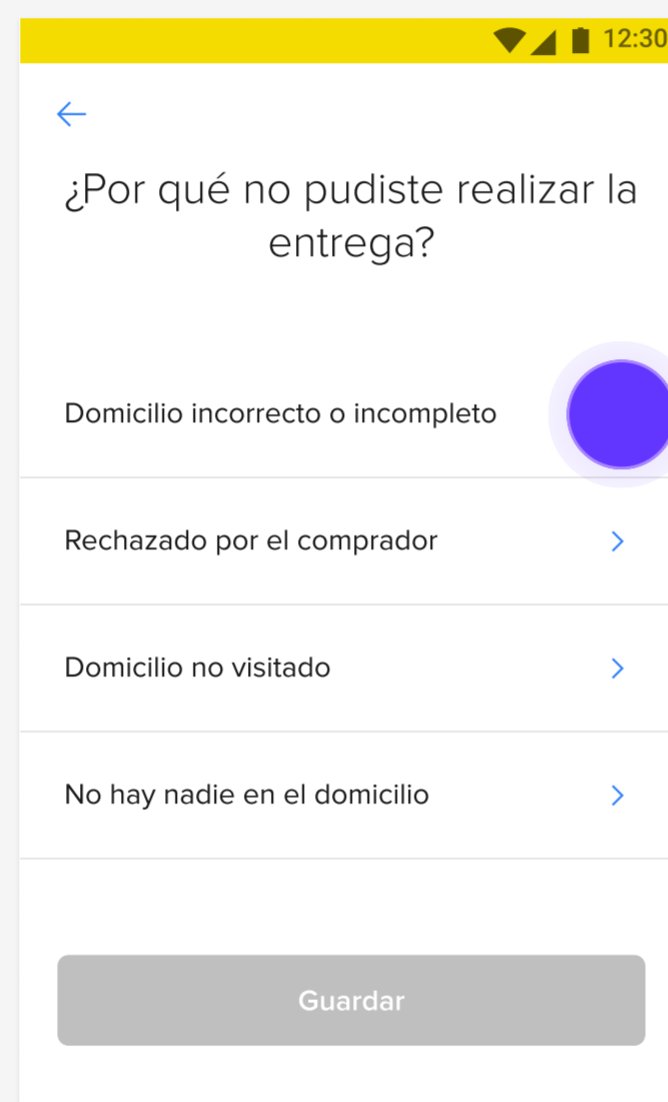 12:30
¿Por qué no pudiste realizar la
entrega?
Domicilio incorrecto o incompleto
Rechazado por el comprador
Domicilio no visitado
No hay nadie en el domicilio
Guardar